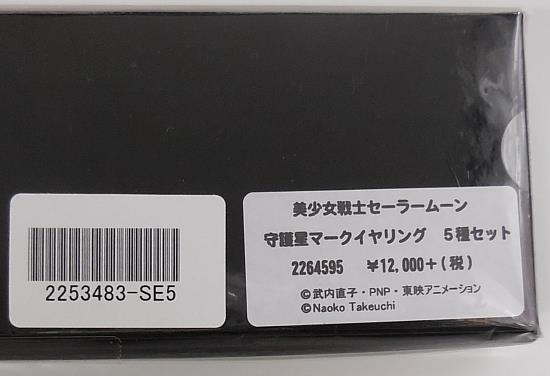 2253483-SE5
美少女戦士セーラームーン
守護星マークイヤリング　５種セット
2264595　¥12,000+(税)
©武内直子・PNP・東映アニメーション
©Naoko Takeuchi